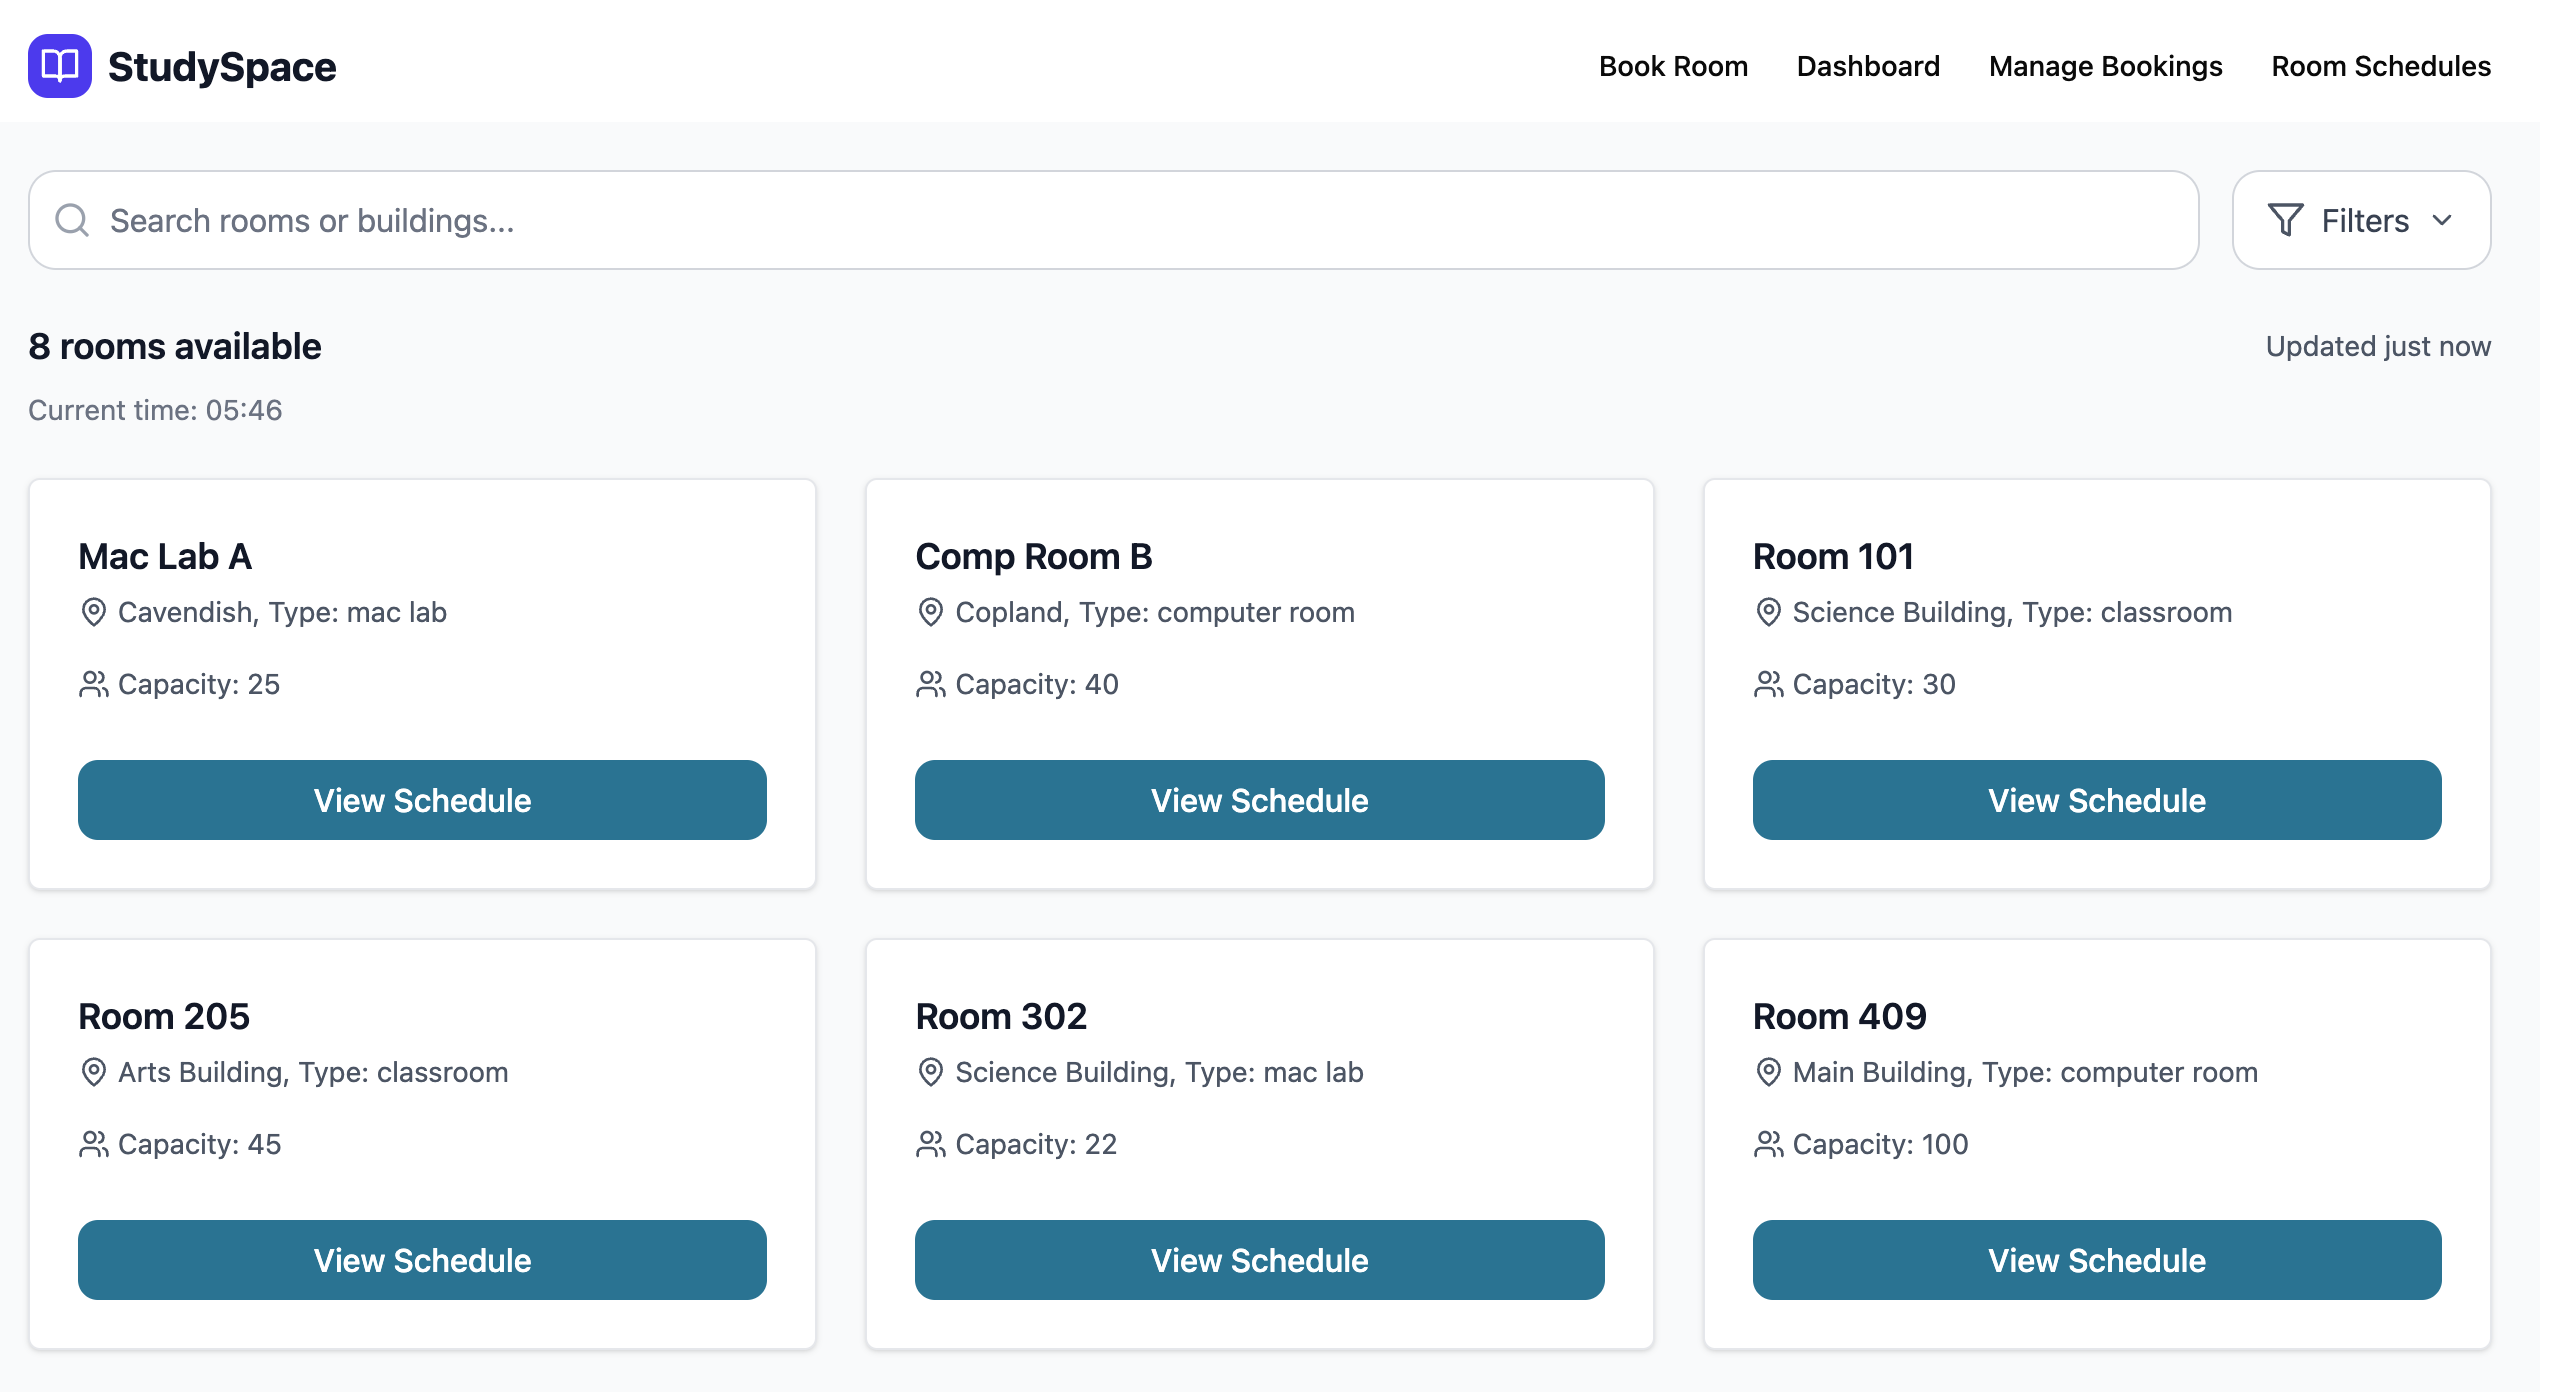 StudySpace
Book Room
Dashboard
Manage Bookings
Room Schedules
Search rooms or buildings...
Filters
8 rooms available
Updated just now
Current time: 05:46
Mac Lab A
Cavendish, Type: mac lab
Capacity: 25
View Schedule
Comp Room B
Copland, Type: computer room
Capacity: 40
View Schedule
Room 101
Science Building, Type: classroom
Capacity: 30
View Schedule
Room 205
Arts Building, Type: classroom
Capacity: 45
View Schedule
Room 302
Science Building, Type: mac lab
Capacity: 22
View Schedule
Room 409
Main Building, Type: computer room
Capacity: 100
View Schedule